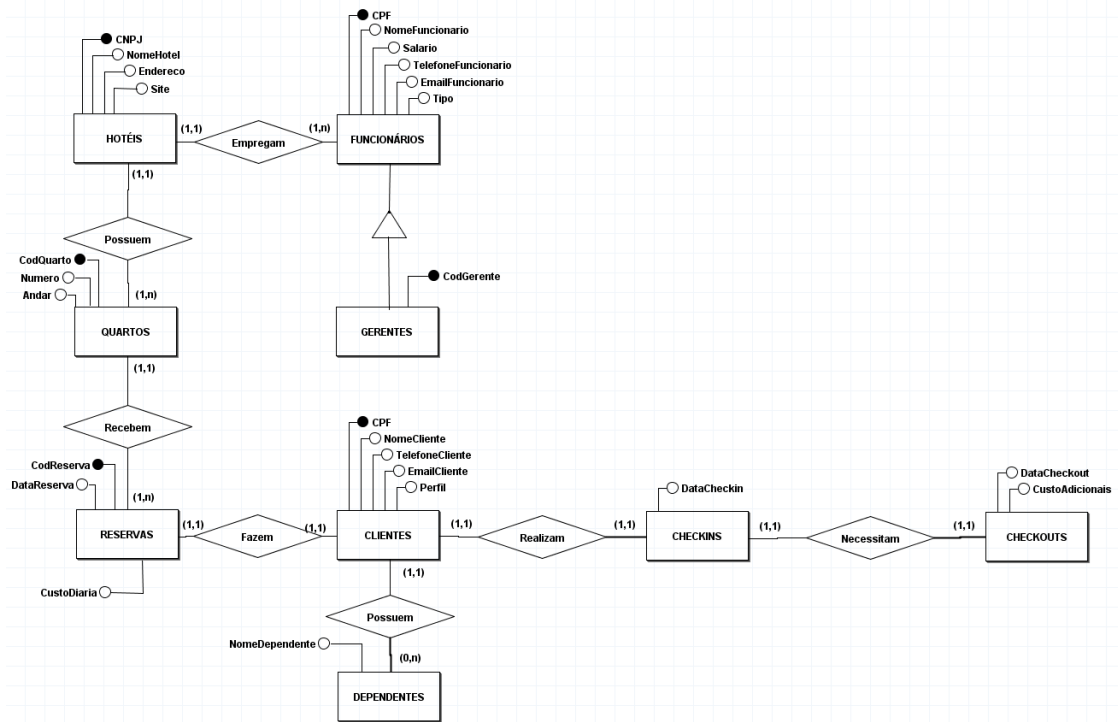 CPF
NomeFuncionario
Salario
TelefoneFuncionario
EmailFuncionario
Tipo
CNPJ
NomeHotel
Endereco
Site
HOTÉIS
(1,1)
Empregam
(1,n)
FUNCIONÁRIOS
(1,1)
Possuem
CodQuarto
Numero
Andar
(1,n)
QUARTOS
CodGerente
GERENTES
(1,1)
Recebem
CodReserva
DataReserva
(1,n)
RESERVAS
CustoDiaria
(1,1)
Fazem
(1,1)
CPF
NomeCliente
TelefoneCliente
EmailCliente
Perfil
CLIENTES
(1,1)
Realizam
(1,1)
DataCheckin
CHECKINS
(1,1)
Necessitam
(1,1)
DataCheckout
CustoAdicionais
CHECKOUTS
(1,1)
Possuem
NomeDependente
(0,n)
DEPENDENTES